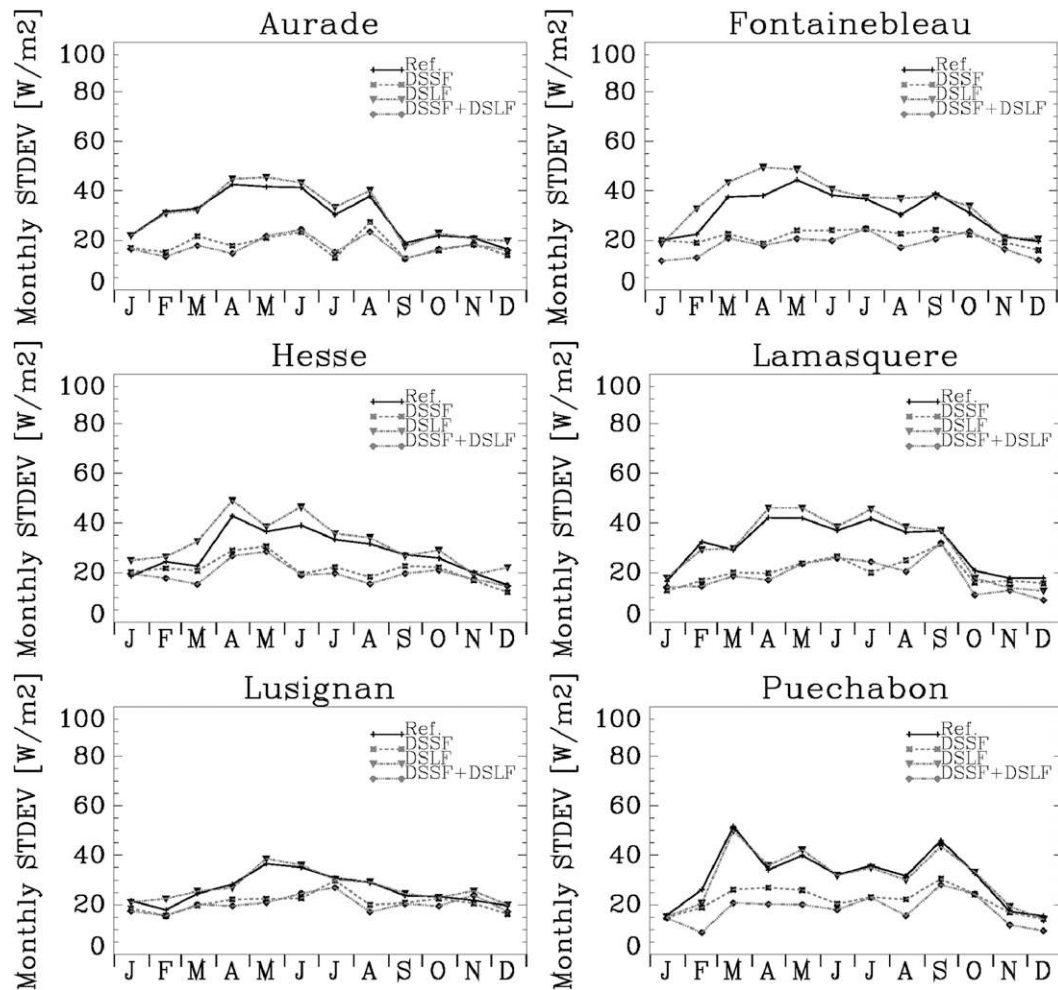 Aurade
Monthly STDEV [W/m2]
100
80
60
40
20
0
Ref.
DSSF
DSLF
DSSF+DSLF
J F M A M J J A S O N D
Fontainebleau
Monthly STDEV [W/m2]
100
80
60
40
20
0
Ref.
DSSF
DSLF
DSSF+DSLF
J F M A M J J A S O N D
Hesse
Monthly STDEV [W/m2]
100
80
60
40
20
0
Ref.
DSSF
DSLF
DSSF+DSLF
J F M A M J J A S O N D
Lamasquere
Monthly STDEV [W/m2]
100
80
60
40
20
0
Ref.
DSSF
DSLF
DSSF+DSLF
J F M A M J J A S O N D
Lusignan
Monthly STDEV [W/m2]
100
80
60
40
20
0
Ref.
DSSF
DSLF
DSSF+DSLF
J F M A M J J A S O N D
Puechabon
Monthly STDEV [W/m2]
100
80
60
40
20
0
Ref.
DSSF
DSLF
DSSF+DSLF
J F M A M J J A S O N D